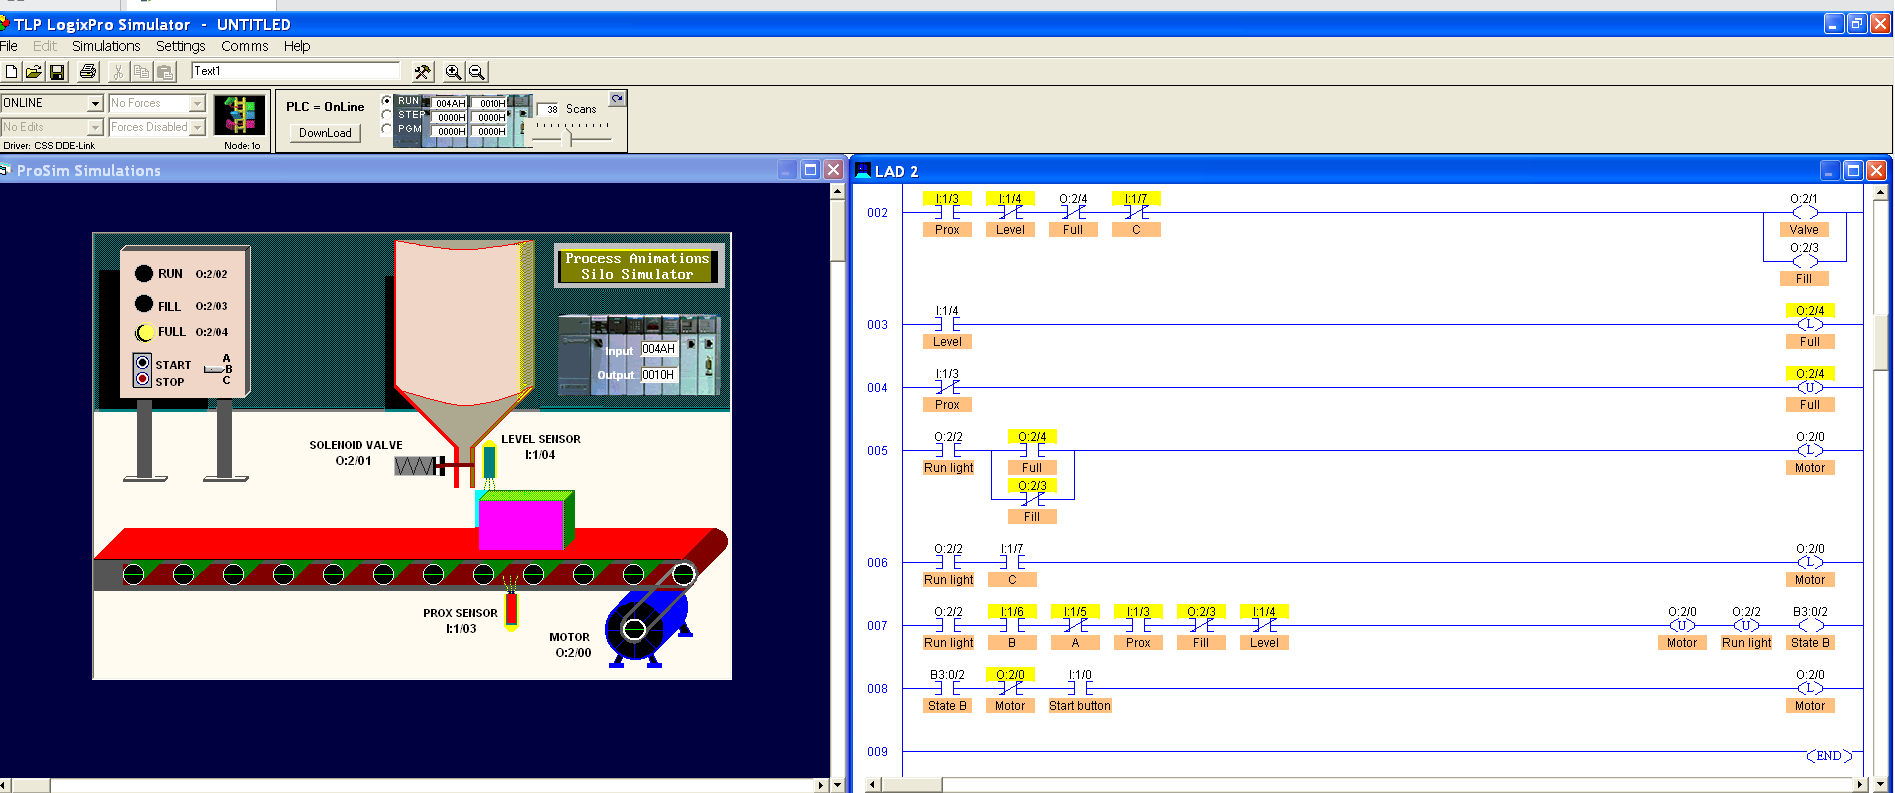 TLP LogixPro Simulator - UNTITLED
File Edit Simulations Settings Comms Help
Text1
ONLINE
No Forces
No Edits
Forces Disabled
Driver: CSS DDE-Link
Node: 1o
PLC = OnLine
DownLoad
RUN
STEP
PGM
004AH 0010H
0000H 0000H
0000H 0000H
38 Scans
ProSim Simulations
RUN O:2/02
FILL O:2/03
FULL O:2/04
START
STOP
A
B
C
Process Animations
Silo Simulator
Input 004AH
Output 0010H
SOLENOID VALVE
O:2/01
LEVEL SENSOR
I:1/04
PROX SENSOR
I:1/03
MOTOR
O:2/00
LAD 2
I:1/3 I:1/4 O:2/4 I:1/7 O:2/1
002
Prox Level Full C Valve
O:2/3
Fill
I:1/4 O:2/4
003 L
Level Full
I:1/3 O:2/4
004 U
Prox Full
O:2/2 O:2/4 O:2/0
005 L
Run light Full Motor
O:2/3
Fill
O:2/2 I:1/7 O:2/0
006 L
Run light C Motor
O:2/2 I:1/6 I:1/5 I:1/3 O:2/3 I:1/4 O:2/0 O:2/2 B3:0/2
007 U U
Run light B A Prox Fill Level Motor Run light State B
B3:0/2 O:2/0 I:1/0 O:2/0
008 L
State B Motor Start button Motor
009 END